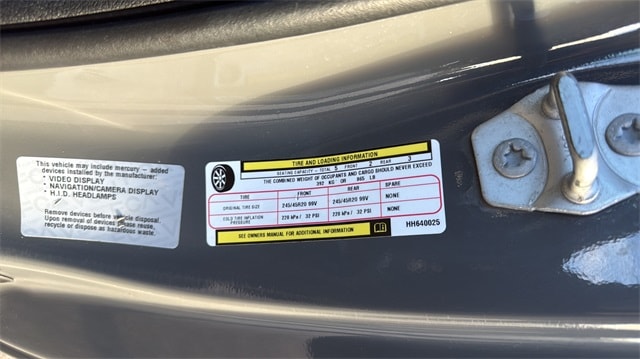 This vehicle may include mercury – added
devices installed by the manufacturer:
• VIDEO DISPLAY
• NAVIGATION/CAMERA DISPLAY
• H.I.D. HEADLAMPS
Remove devices before vehicle disposal.
Upon removal of devices please reuse,
recycle or dispose as hazardous waste.
TIRE AND LOADING INFORMATION
SEATING CAPACITY - TOTAL 5 FRONT 2 REAR 3
THE COMBINED WEIGHT OF OCCUPANTS AND CARGO SHOULD NEVER EXCEED
392 KG OR 865 LB
TIRE FRONT REAR SPARE
ORIGINAL TIRE SIZE 245/45R20 99V 245/45R20 99V NONE
COLD TIRE INFLATION PRESSURE 220 kPa / 32 PSI 220 kPa / 32 PSI NONE
SEE OWNERS MANUAL FOR ADDITIONAL INFORMATION HH640025